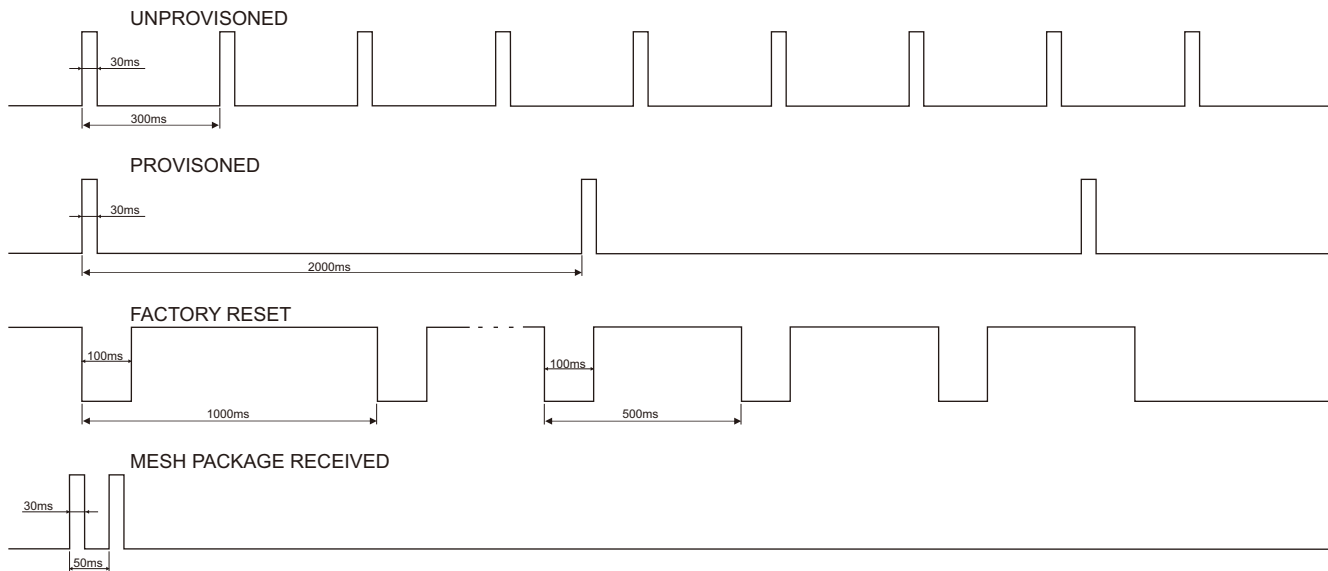 UNPROVISONED
30ms
300ms
PROVISONED
30ms
2000ms
FACTORY RESET
100ms
100ms
1000ms
500ms
MESH PACKAGE RECEIVED
30ms
50ms